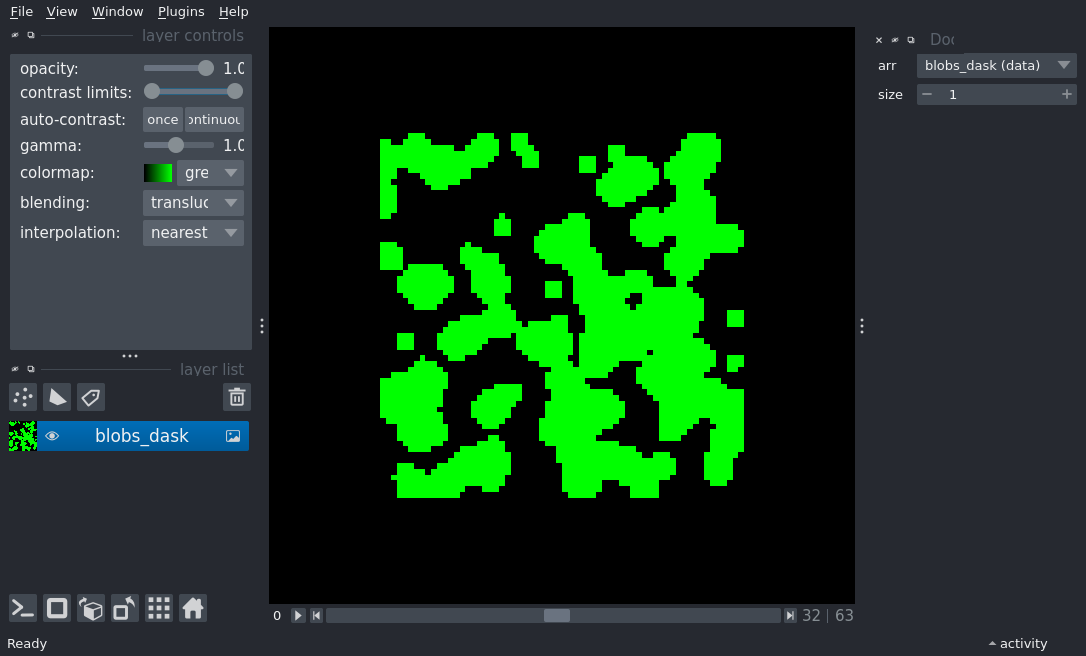 File View Window Plugins Help
layer controls
opacity: 1.0
contrast limits:
auto-contrast: once ontinuou
gamma: 1.0
colormap: gre
blending: transluc
interpolation: nearest
layer list
blobs_dask
0 32 | 63
Ready
Doc
arr blobs_dask (data)
size 1
activity